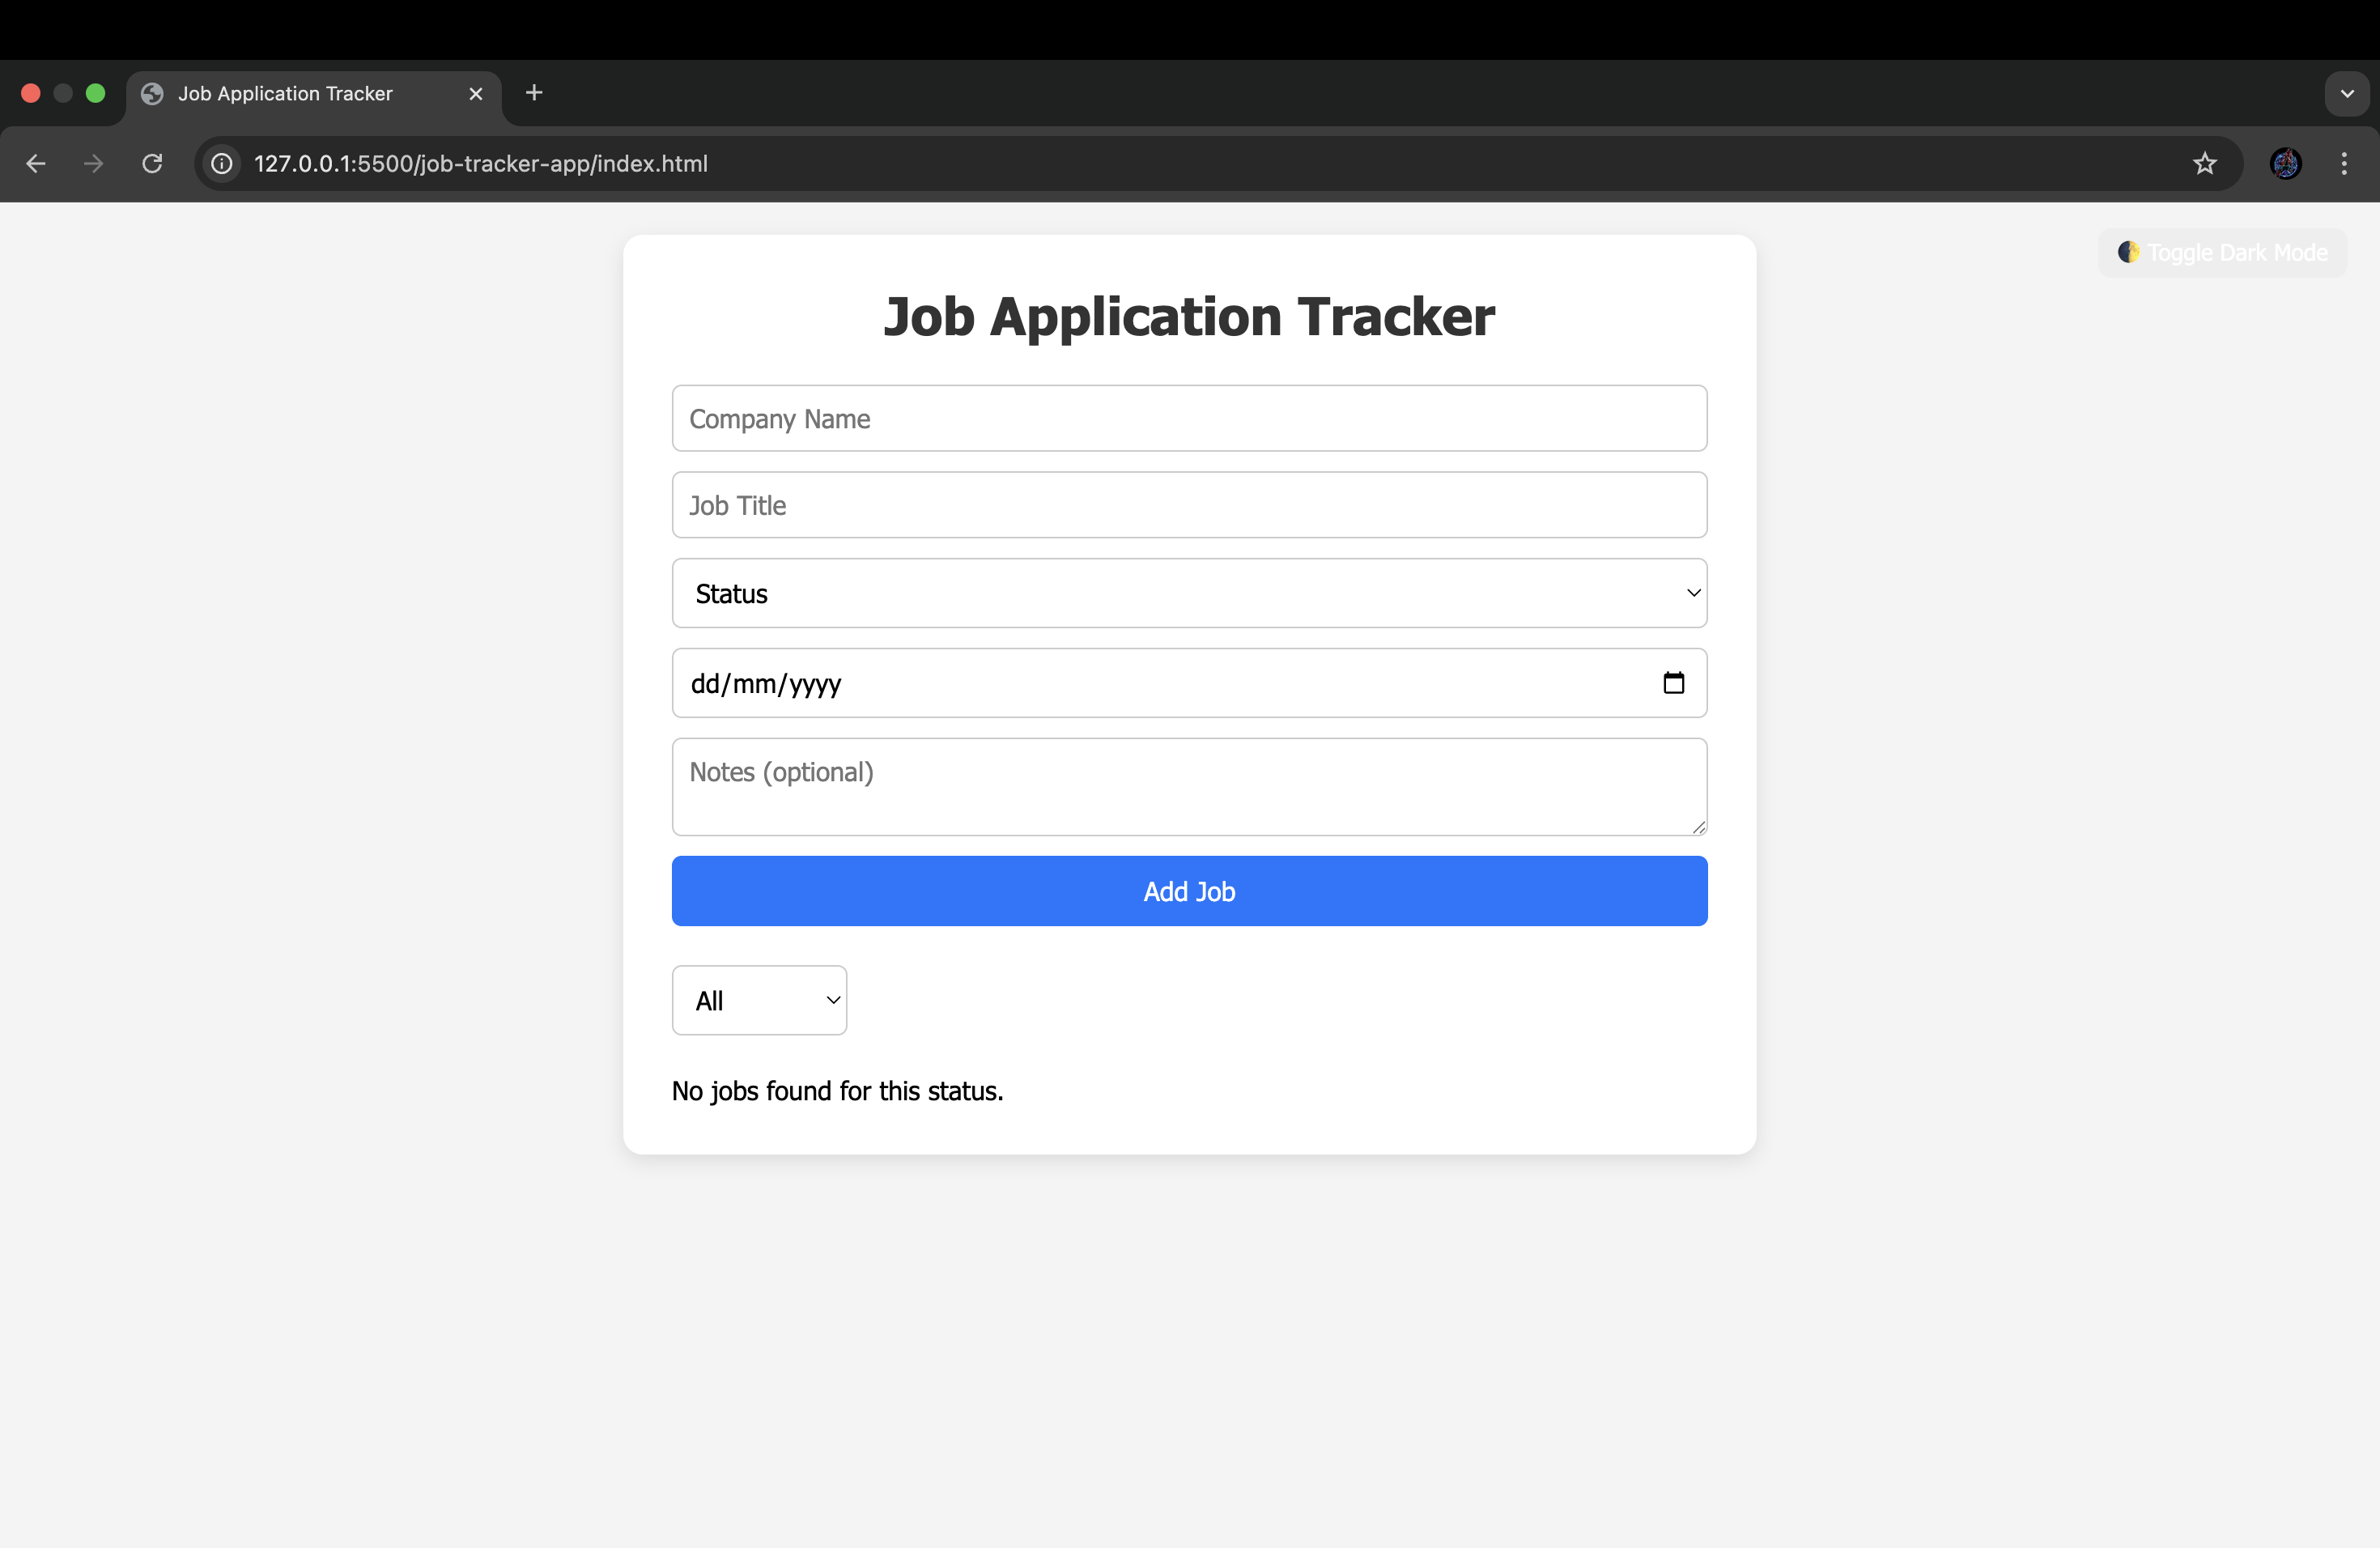 Job Application Tracker
127.0.0.1:5500/job-tracker-app/index.html
Toggle Dark Mode
Job Application Tracker
Company Name
Job Title
Status
dd/mm/yyyy
Notes (optional)
Add Job
All
No jobs found for this status.